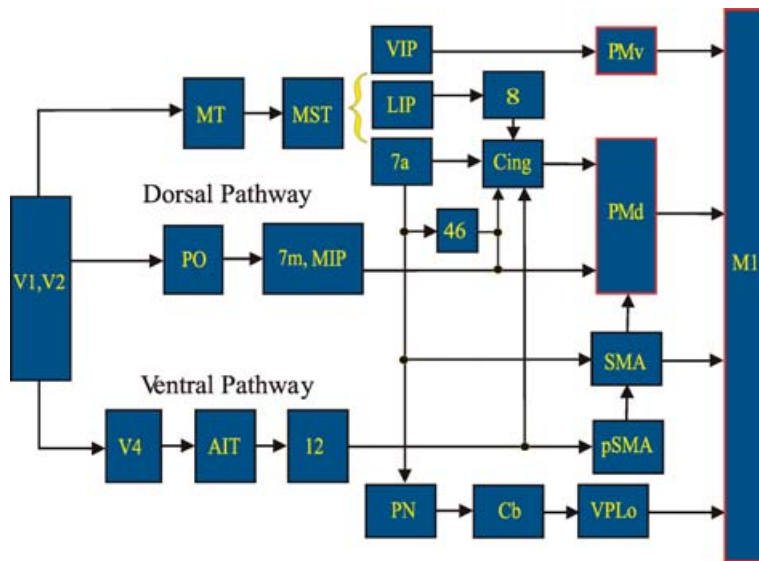 VIP
PMv
MT
MST
LIP
8
7a
Cing
Dorsal Pathway
PMd
46
V1,V2
PO
7m, MIP
M1
SMA
Ventral Pathway
V4
AIT
12
pSMA
PN
Cb
VPLo